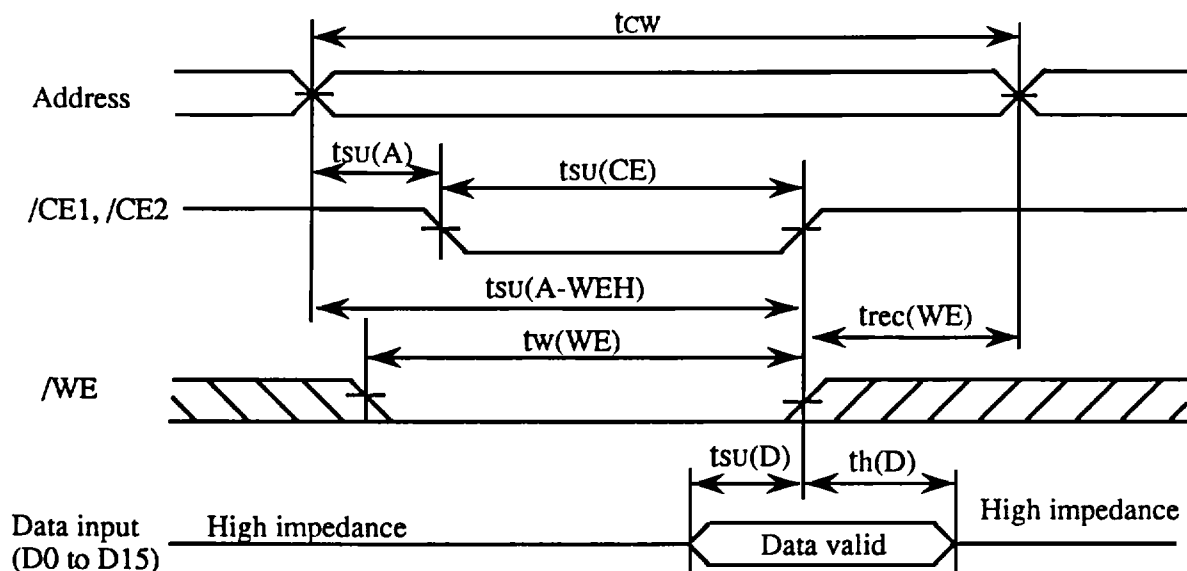 tCW
Address
tSU(A)
tSU(CE)
/CE1, /CE2
tSU(A-WEH)
trec(WE)
tw(WE)
/WE
tSU(D)
th(D)
Data input
(D0 to D15)
High impedance
Data valid
High impedance